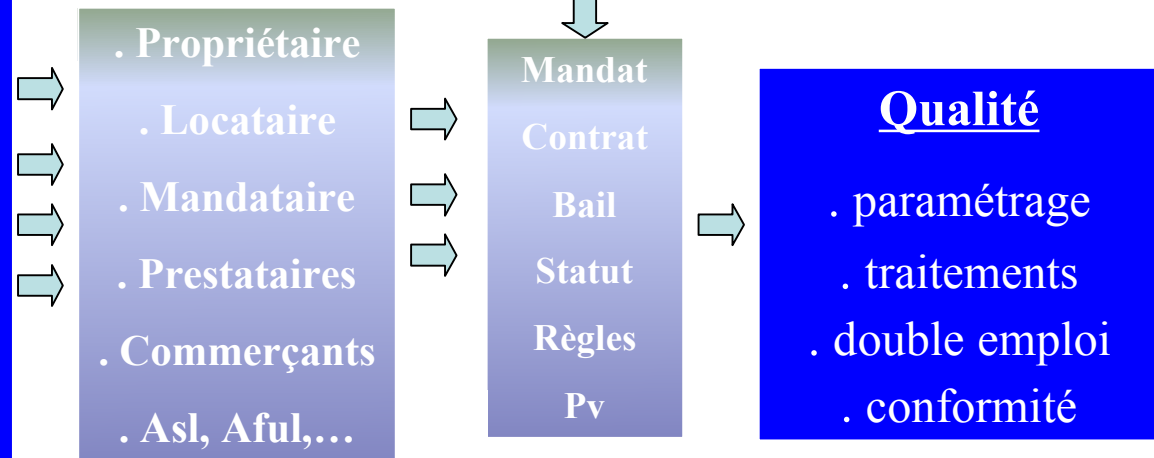 . Propriétaire
. Locataire
. Mandataire
. Prestataires
. Commerçants
. Asl, Aful,…
Mandat
Contrat
Bail
Statut
Règles
Pv
Qualité
. paramétrage
. traitements
. double emploi
. conformité